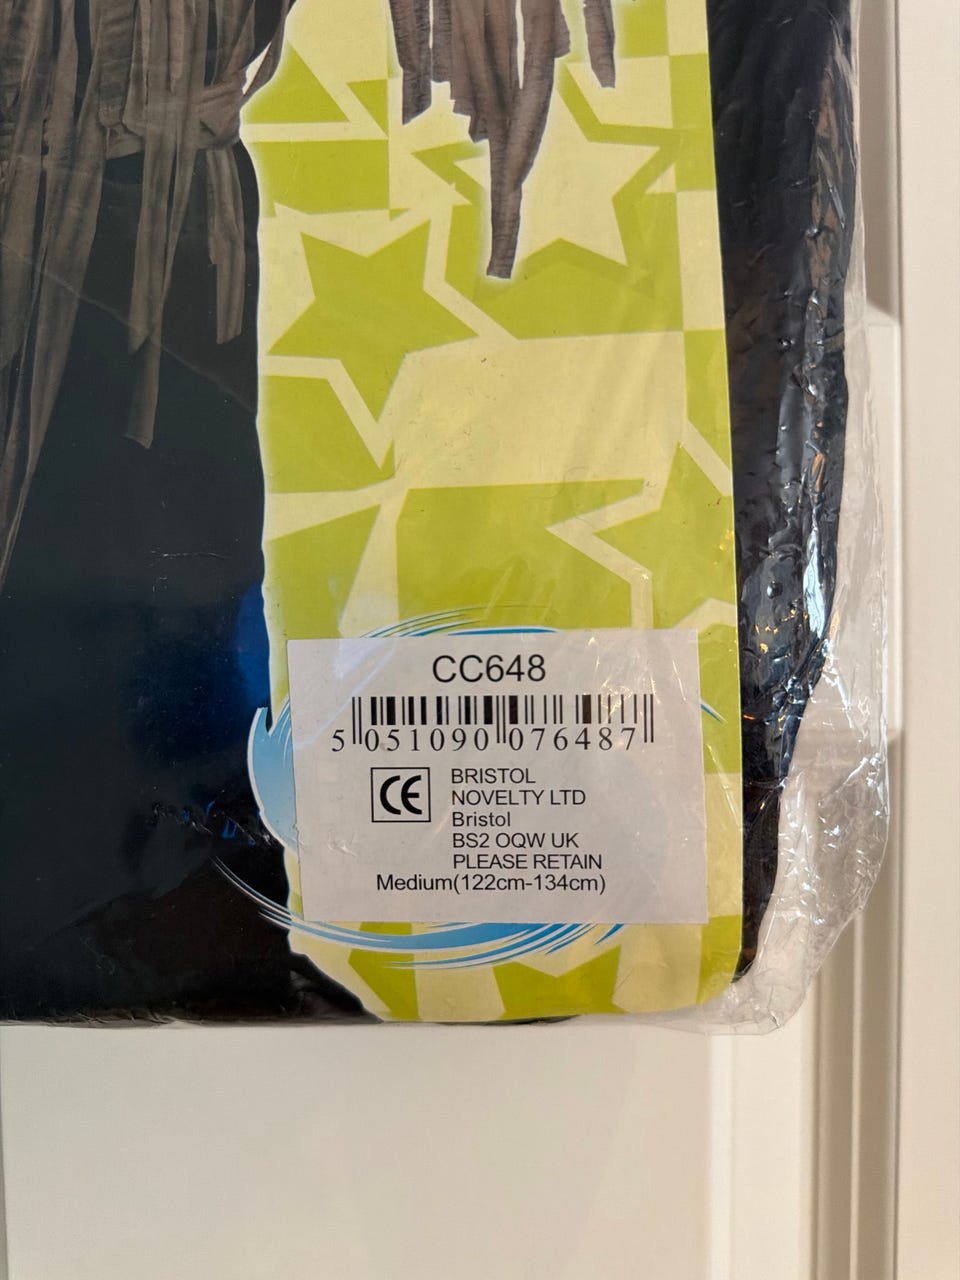 CC648
5 051090 076487
CE
BRISTOL
NOVELTY LTD
Bristol
BS2 OQW UK
PLEASE RETAIN
Medium(122cm-134cm)